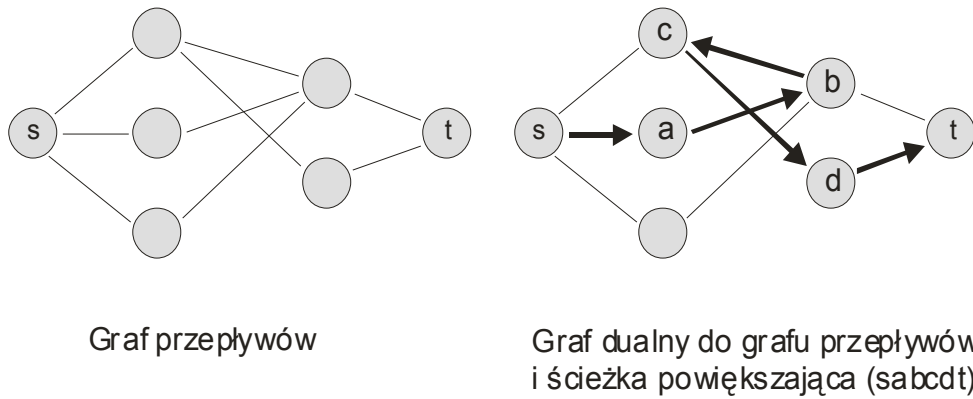 s
t
Graf przepływów
s
a
b
c
d
t
Graf dualny do grafu przepływów
i ścieżka powiększająca (sabcdt)